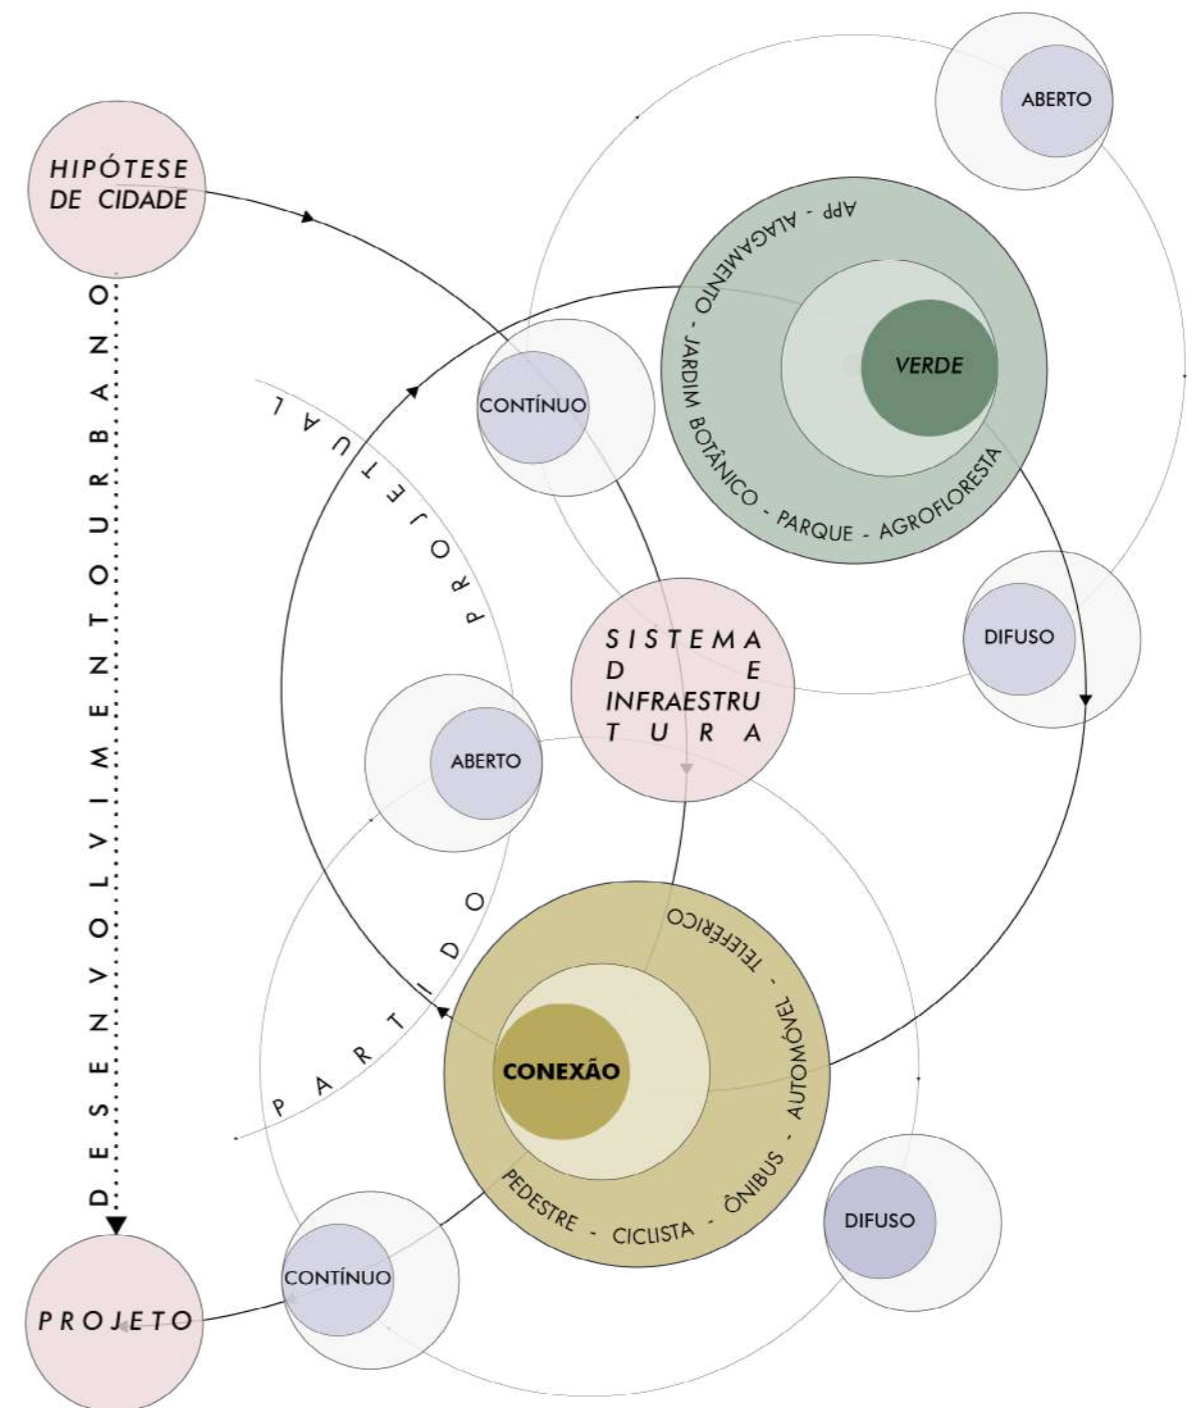 ABERTO
HIPÓTESE
DE CIDADE
APP - ALAGAMENTO - JARDIM BOTÂNICO - PARQUE - AGROFLORESTA
VERDE
CONTÍNUO
DESENVOLVIMENTO URBANO
PARTIDO PROJETUAL
SISTEMA
DE
INFRAESTRU
TURA
DIFUSO
ABERTO
TELEFÉRICO - AUTOMÓVEL - ÔNIBUS - CICLISTA - PEDESTRE
CONEXÃO
DIFUSO
CONTÍNUO
PROJETO